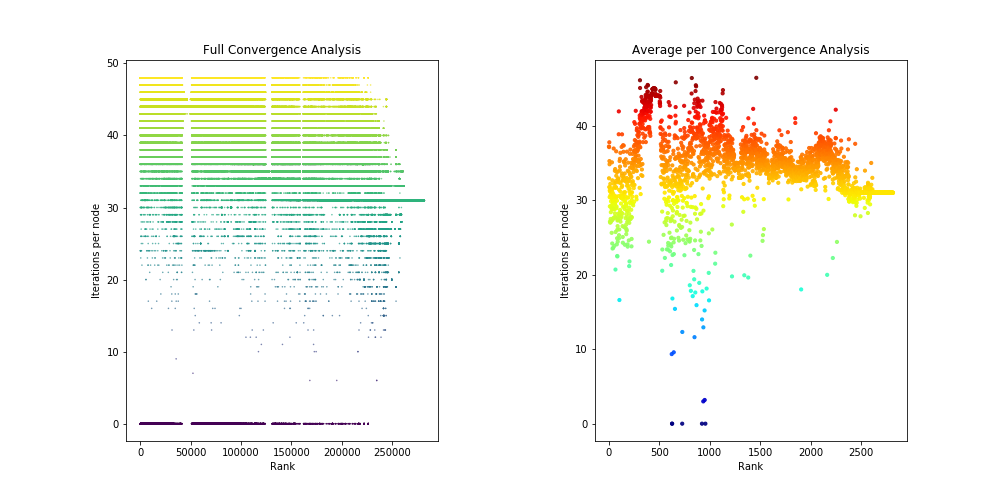 Full Convergence Analysis
Iterations per node
50
40
30
20
10
0
0 50000 100000 150000 200000 250000
Rank
Average per 100 Convergence Analysis
Iterations per node
40
30
20
10
0
0 500 1000 1500 2000 2500
Rank